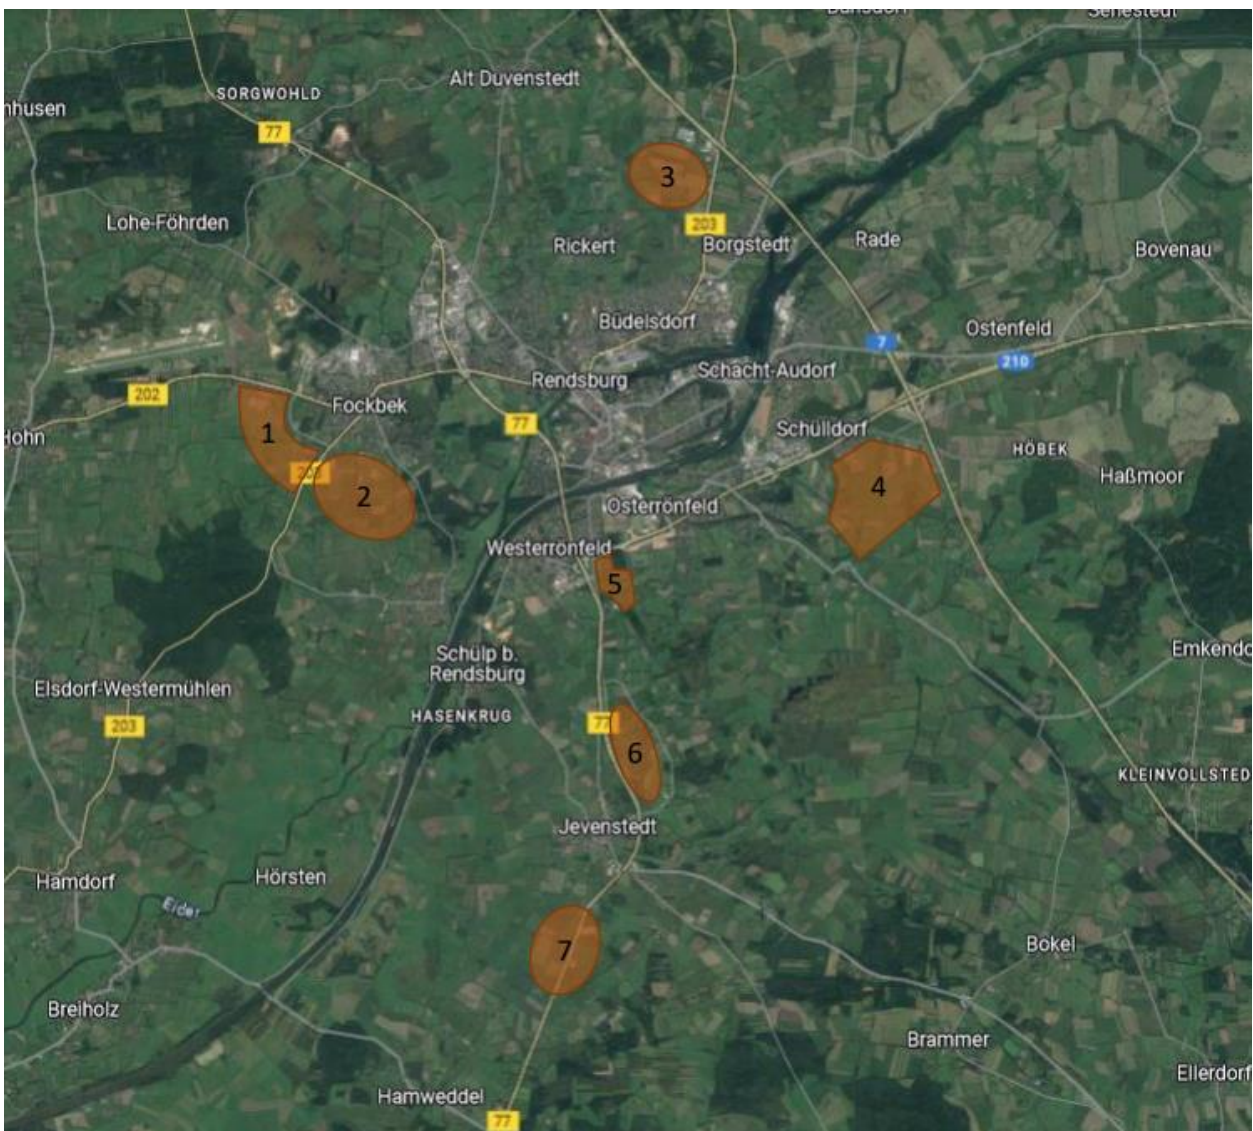 Senestedt
Alt Duvenstedt
SORGWOHLD
nhusen
77
3
Lohe-Föhrden
203
Rickert
Borgstedt
Rade
Bovenau
Büdelsdorf
Ostenfeld
7
210
Rendsburg
Schacht-Audorf
202
Fockbek
77
Hohn
1
Schülldorf
HÖBEK
Haßmoor
2
4
Osterrönfeld
Westerrönfeld
5
Schülp b.
Rendsburg
Emkendo
Elsdorf-Westermühlen
HASENKRUG
203
77
6
KLEINVOLLSTED
Jevenstedt
Hamdorf
Hörsten
Eider
7
Bokel
Breiholz
Brammer
Ellerdorf
Hamweddel
77